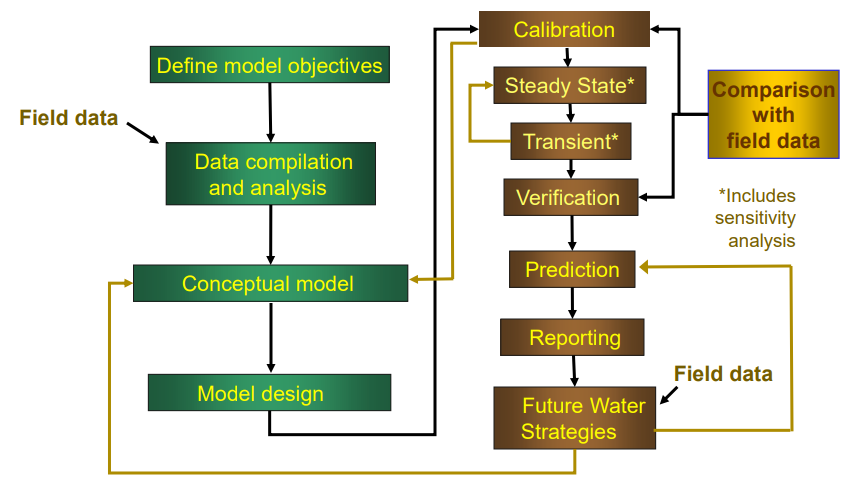 Define model objectives
Field data
Data compilation
and analysis
Conceptual model
Model design
Calibration
Steady State*
Transient*
Verification
Comparison
with
field data
*Includes
sensitivity
analysis
Prediction
Reporting
Field data
Future Water
Strategies